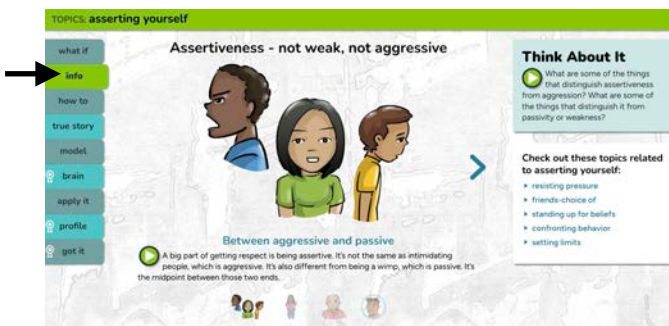 TOPICS: asserting yourself
what if
info
how to
true story
model
brain
apply it
profile
got it
Assertiveness - not weak, not aggressive
Between aggressive and passive
A big part of getting respect is being assertive. It's not the same as intimidating
people, which is aggressive. It's also different from being a wimp, which is passive. It's
the midpoint between those two ends.
Think About It
What are some of the things
that distinguish assertiveness
from aggression? What are some of
the things that distinguish it from
passivity or weakness?
Check out these topics related
to asserting yourself:
resisting pressure
friends-choice of
standing up for beliefs
confronting behavior
setting limits